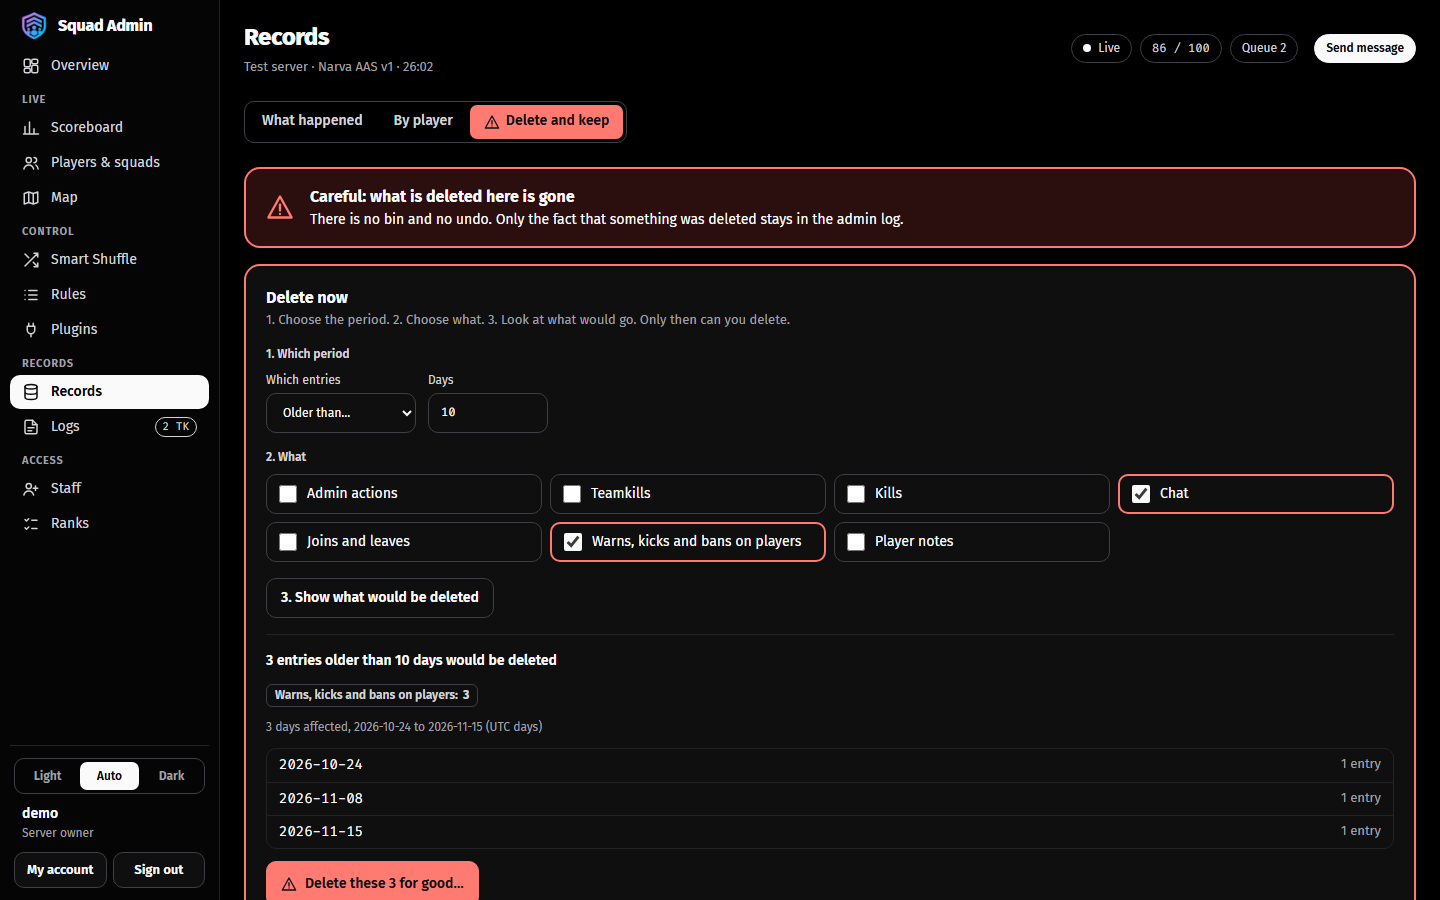 Squad Admin
Overview
LIVE
Scoreboard
Players & squads
Map
CONTROL
Smart Shuffle
Rules
Plugins
RECORDS
Records
Logs
2 TK
ACCESS
Staff
Ranks
Light
Auto
Dark
demo
Server owner
My account
Sign out
Records
Test server · Narva AAS v1 · 26:02
Live
86 / 100
Queue 2
Send message
What happened
By player
Delete and keep
Careful: what is deleted here is gone
There is no bin and no undo. Only the fact that something was deleted stays in the admin log.
Delete now
1. Choose the period. 2. Choose what. 3. Look at what would go. Only then can you delete.
1. Which period
Which entries
Days
Older than...
10
2. What
Admin actions
Teamkills
Kills
Chat
Joins and leaves
Warns, kicks and bans on players
Player notes
3. Show what would be deleted
3 entries older than 10 days would be deleted
Warns, kicks and bans on players: 3
3 days affected, 2026-10-24 to 2026-11-15 (UTC days)
2026-10-24
1 entry
2026-11-08
1 entry
2026-11-15
1 entry
Delete these 3 for good...